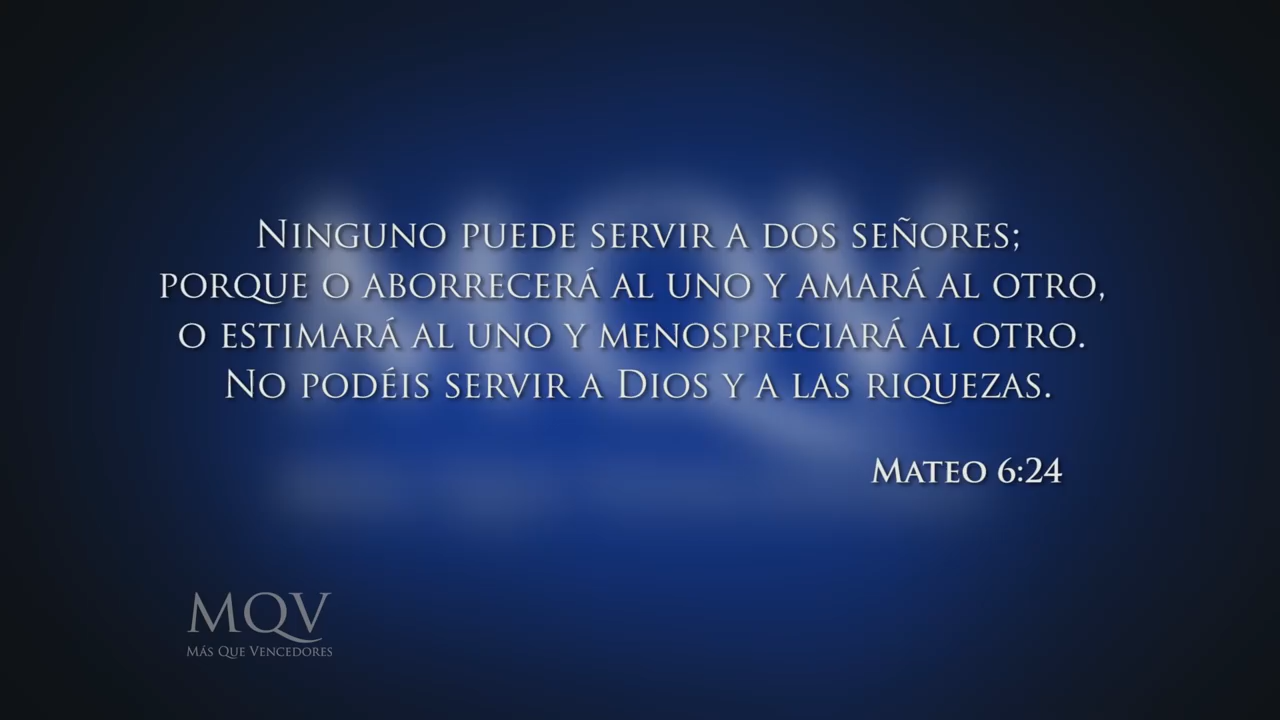 Ninguno puede servir a dos señores;
porque o aborrecerá al uno y amará al otro,
o estimará al uno y menospreciará al otro.
No podéis servir a Dios y a las riquezas.
Mateo 6:24
MQV
Más Que Vencedores